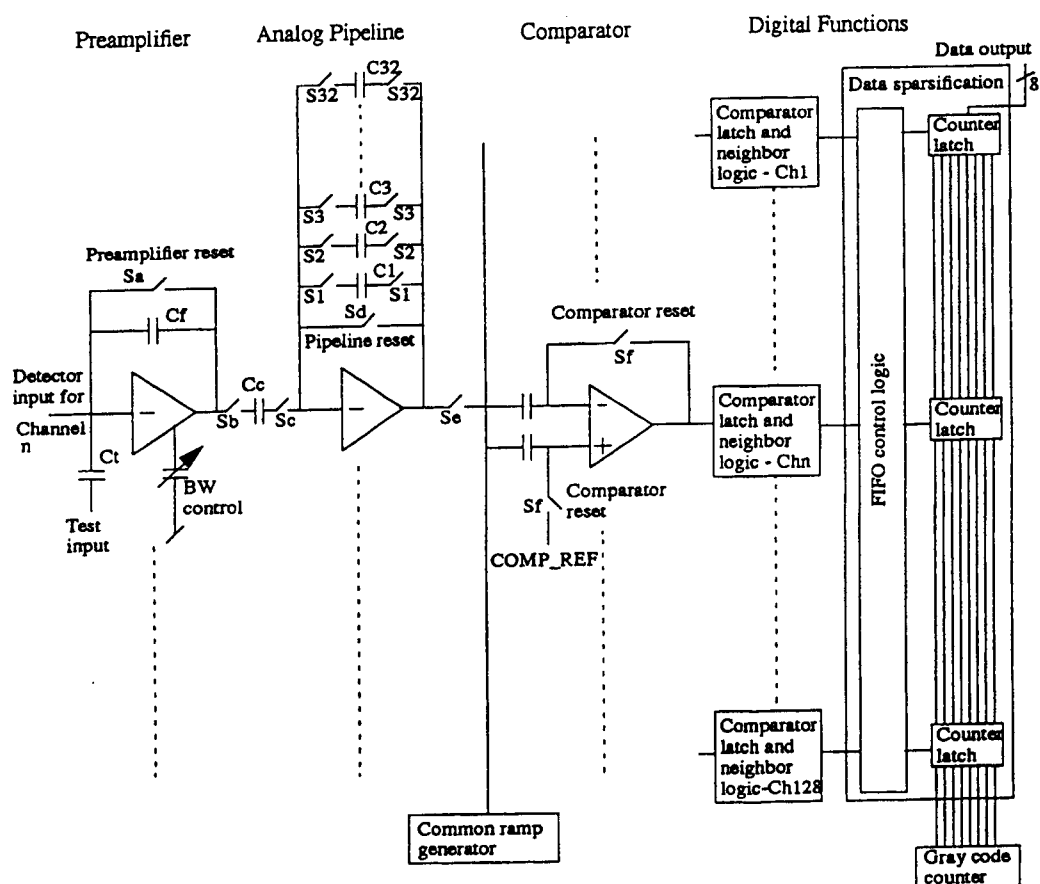 Preamplifier
Analog Pipeline
Comparator
Digital Functions
Data output
8
Data sparsification
C32
S32
S32
C3
S3
S3
C2
S2
S2
C1
S1
S1
Sd
Pipeline reset
Preamplifier reset
Sa
Cf
Detector
input for
Channel
n
Sb
Cc
Sc
Se
Ct
Test
input
BW
control
Comparator reset
Sf
-
-
-
+
Sf
Comparator
reset
COMP_REF
Common ramp
generator
Comparator
latch and
neighbor
logic - Ch1
Comparator
latch and
neighbor
logic - Chn
Comparator
latch and
neighbor
logic-Ch128
FIFO control logic
Counter
latch
Counter
latch
Counter
latch
Gray code
counter